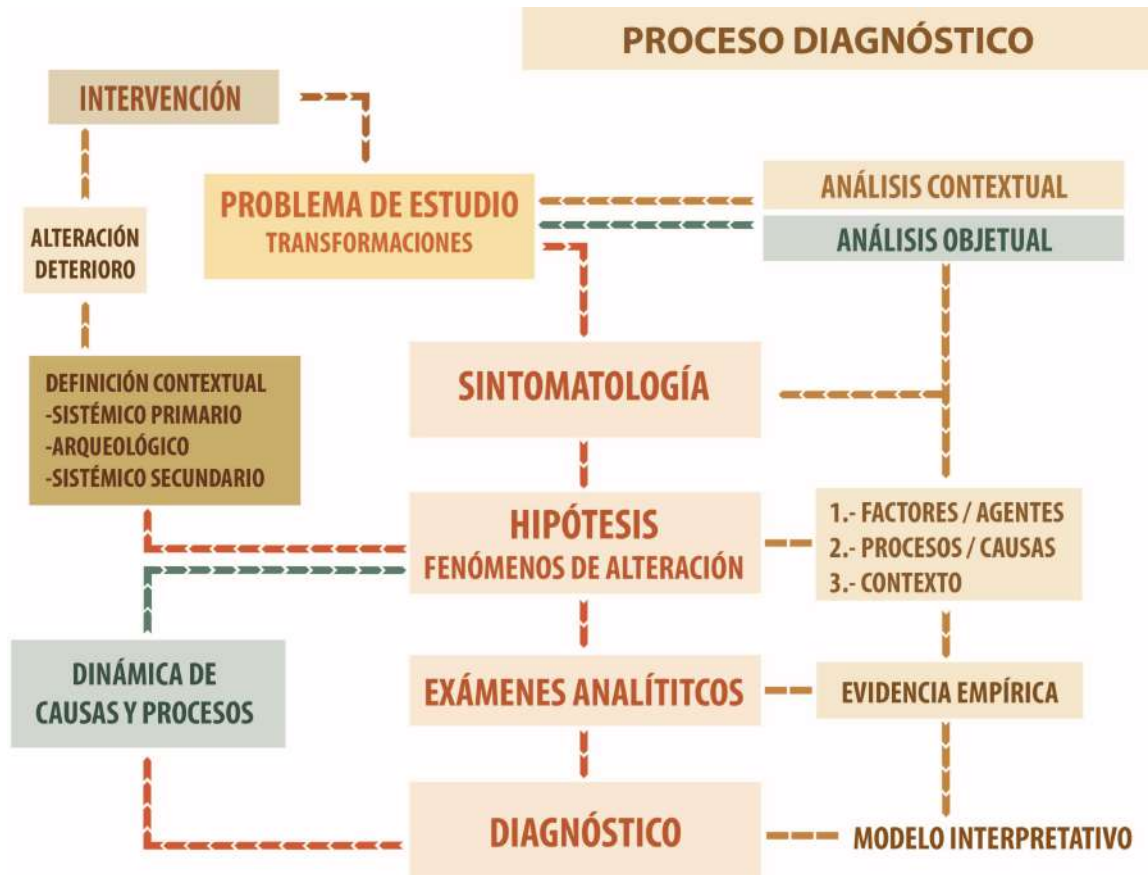 PROCESO DIAGNÓSTICO
INTERVENCIÓN
PROBLEMA DE ESTUDIO
TRANSFORMACIONES
ANÁLISIS CONTEXTUAL
ANÁLISIS OBJETUAL
ALTERACIÓN
DETERIORO
DEFINICIÓN CONTEXTUAL
-SISTÉMICO PRIMARIO
-ARQUEOLÓGICO
-SISTÉMICO SECUNDARIO
SINTOMATOLOGÍA
HIPÓTESIS
FENÓMENOS DE ALTERACIÓN
1.- FACTORES / AGENTES
2.- PROCESOS / CAUSAS
3.- CONTEXTO
DINÁMICA DE
CAUSAS Y PROCESOS
EXÁMENES ANALÍTITCOS
EVIDENCIA EMPÍRICA
DIAGNÓSTICO
MODELO INTERPRETATIVO